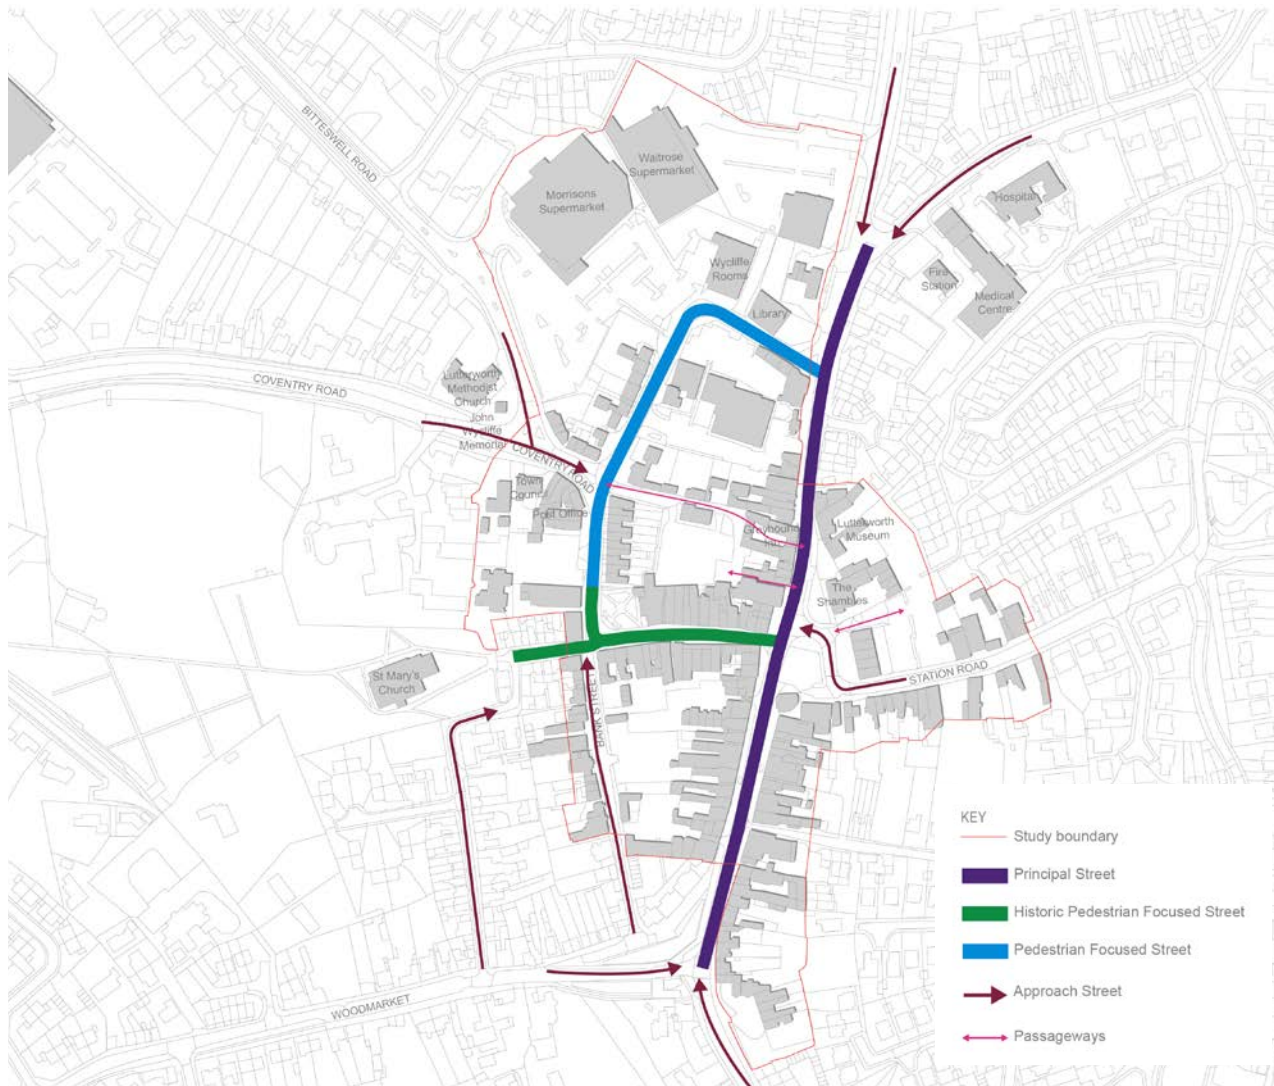 BITTESWELL ROAD
Waitrose
Supermarket
Morrisons
Supermarket
Hospital
Wycliffe
Rooms
Fire
Station
Medical
Centre
Library
COVENTRY ROAD
Lutterworth
Methodist
Church
John
Wycliffe
Memorial
COVENTRY ROAD
Town
Council
Post Office
Greyhound
Lutterworth
Museum
The
Shambles
St Mary's
Church
BANK STREET
STATION ROAD
WOODMARKET
KEY
Study boundary
Principal Street
Historic Pedestrian Focused Street
Pedestrian Focused Street
Approach Street
Passageways